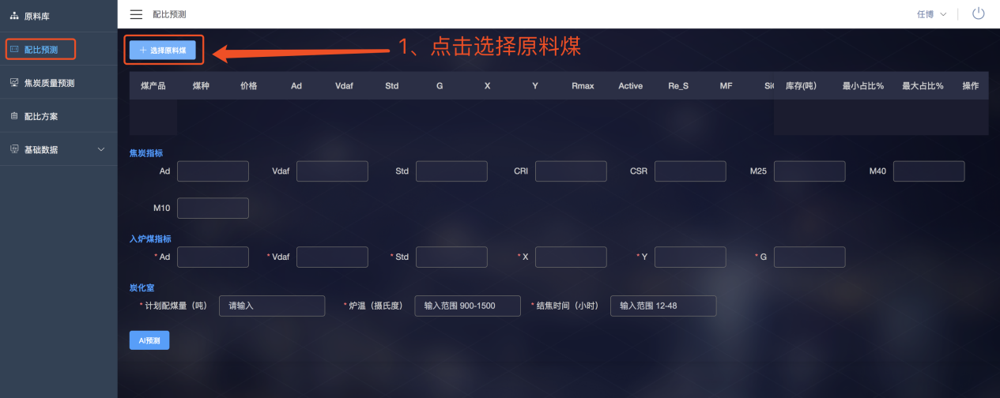 原料库
配比预测
焦炭质量预测
配比方案
基础数据
配比预测
任博
+ 选择原料煤
1、点击选择原料煤
煤产品 煤种 价格 Ad Vdaf Std G X Y Rmax Active Re_S MF Si 库存(吨) 最小占比% 最大占比% 操作
焦炭指标
Ad Vdaf Std CRI CSR M25 M40
M10
入炉煤指标
* Ad * Vdaf * Std * X * Y * G
炭化室
* 计划配煤量（吨） 请输入 * 炉温（摄氏度） 输入范围 900-1500 * 结焦时间（小时） 输入范围 12-48
AI预测